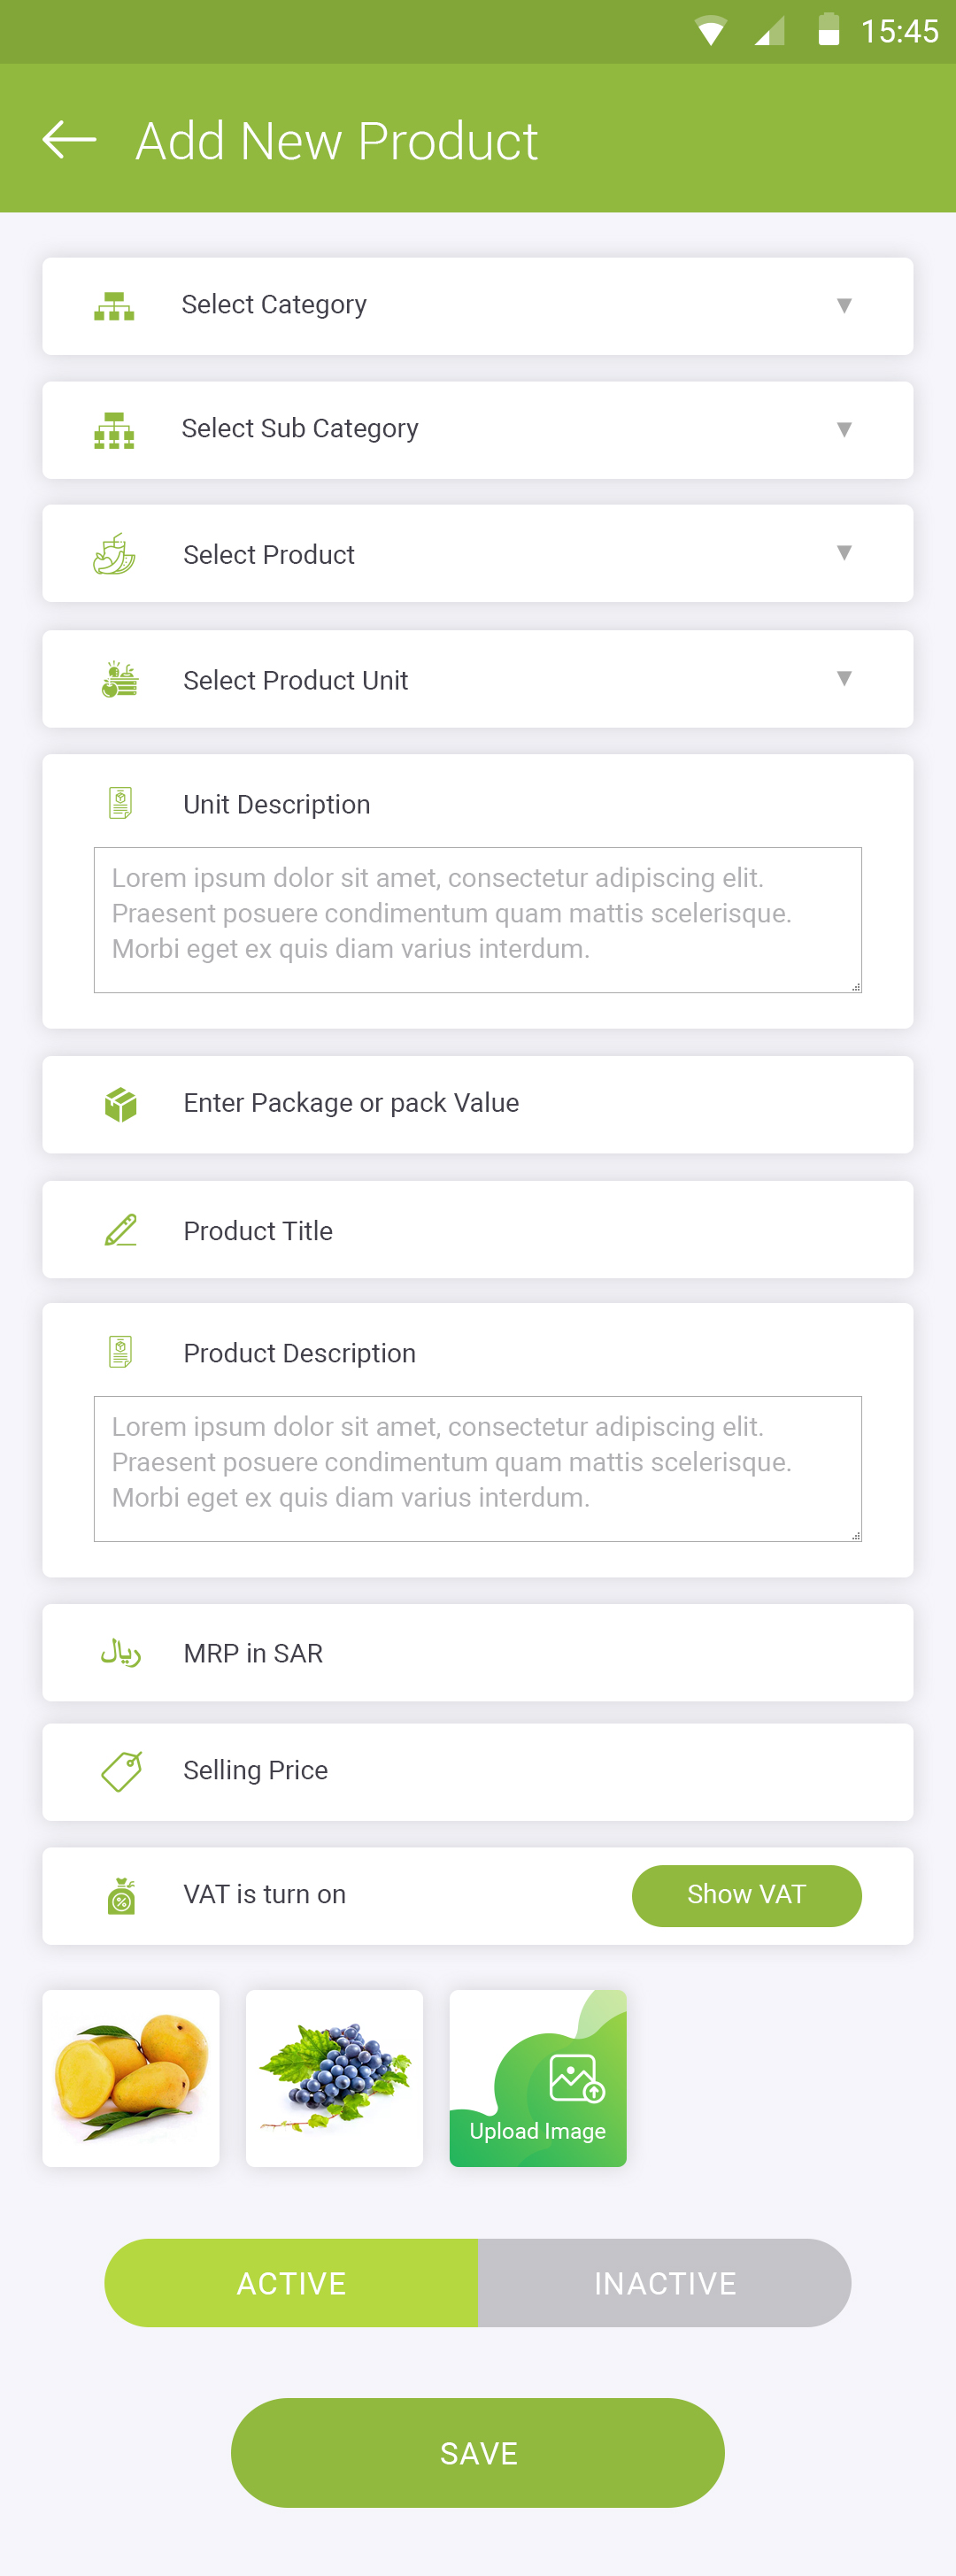 15:45
Add New Product
Select Category
Select Sub Category
Select Product
Select Product Unit
Unit Description
Lorem ipsum dolor sit amet, consectetur adipiscing elit.
Praesent posuere condimentum quam mattis scelerisque.
Morbi eget ex quis diam varius interdum.
Enter Package or pack Value
Product Title
Product Description
Lorem ipsum dolor sit amet, consectetur adipiscing elit.
Praesent posuere condimentum quam mattis scelerisque.
Morbi eget ex quis diam varius interdum.
ريال MRP in SAR
Selling Price
% VAT is turn on Show VAT
Upload Image
ACTIVE INACTIVE
SAVE